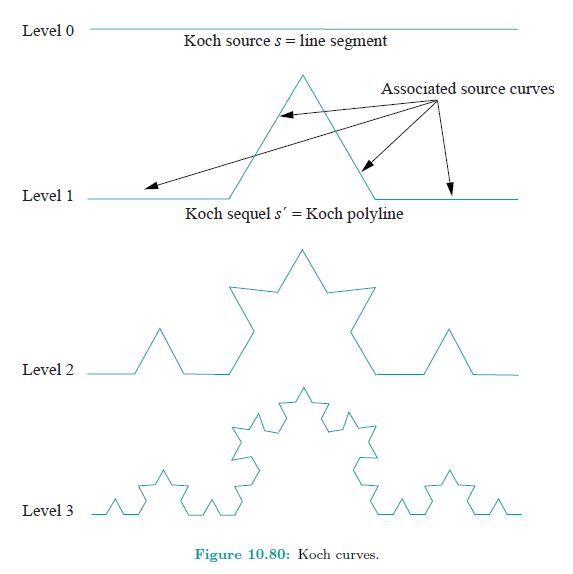 Level 0
Koch source s = line segment
Associated source curves
Level 1
Koch sequel s′ = Koch polyline
Level 2
Level 3
Figure 10.80: Koch curves.